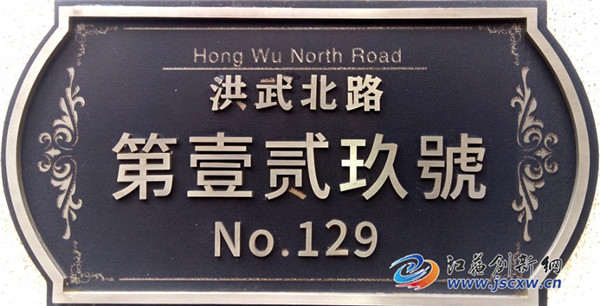 Hong Wu North Road
洪武北路
第壹贰玖號
No.129
江苏创新网
www.jscxw.cn